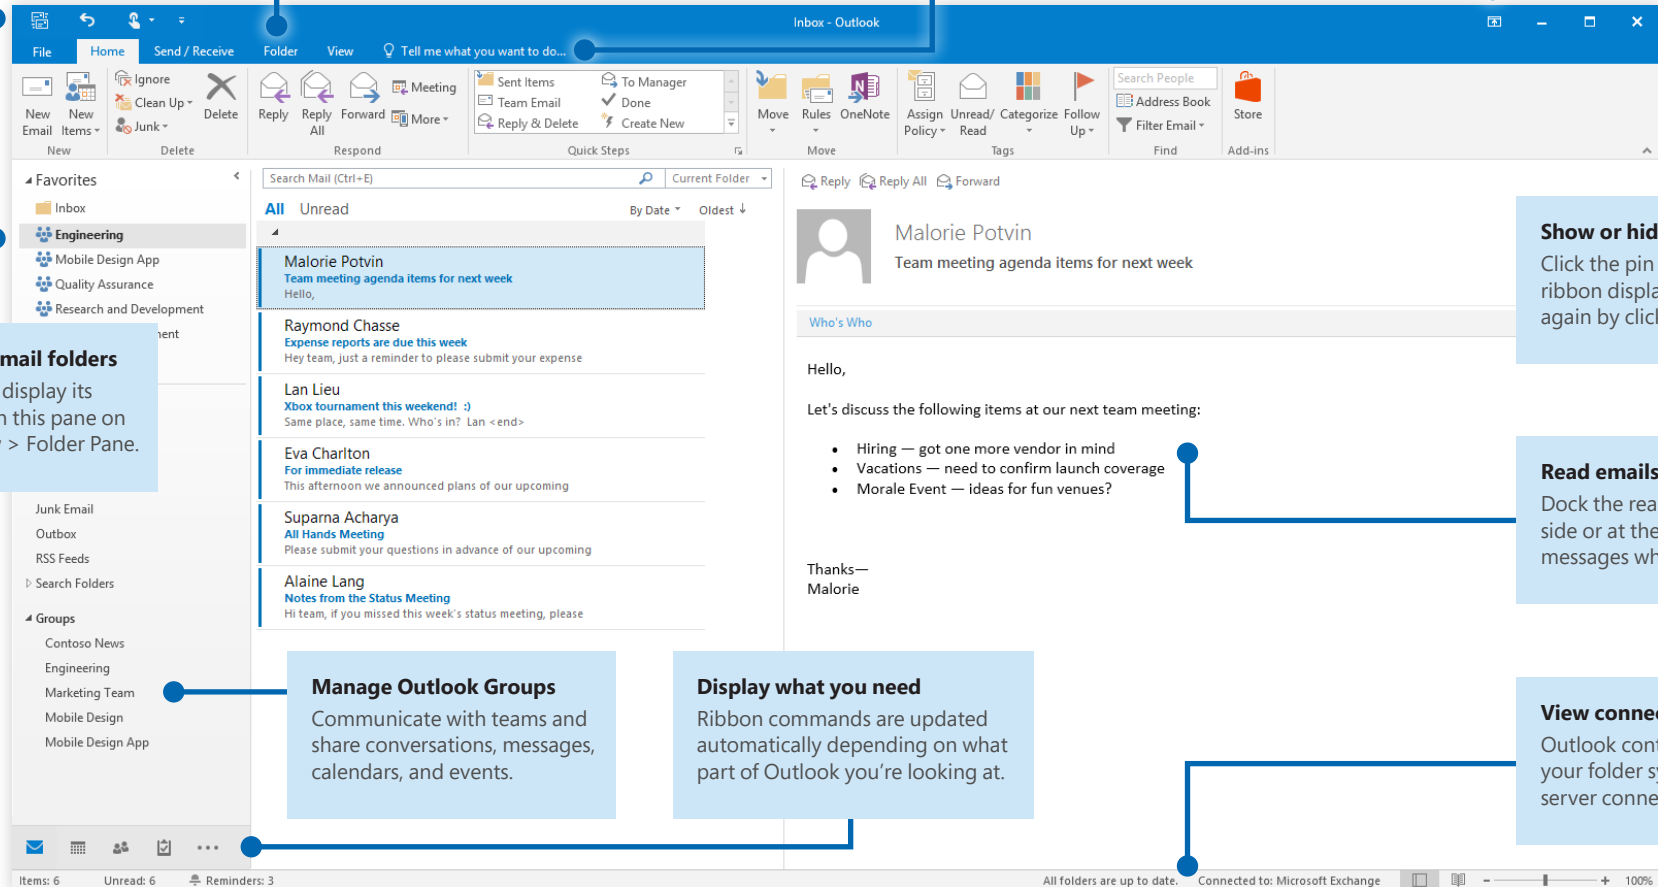 Inbox - Outlook
File Home Send / Receive Folder View Tell me what you want to do...
New Email
New Items
Ignore
Clean Up
Junk
Delete
Reply
Reply All
Forward
Meeting
More
Sent Items
Team Email
Reply & Delete
To Manager
Done
Create New
Move
Rules
OneNote
Assign Policy
Unread/ Read
Categorize
Follow Up
Search People
Address Book
Filter Email
Store
New Delete Respond Quick Steps Move Tags Find Add-ins
Favorites
Inbox
Engineering
Mobile Design App
Quality Assurance
Research and Development
mail folders
display its
this pane on
> Folder Pane.
Junk Email
Outbox
RSS Feeds
Search Folders
Groups
Contoso News
Engineering
Marketing Team
Mobile Design
Mobile Design App
Search Mail (Ctrl+E) Current Folder
All Unread By Date Oldest
Malorie Potvin
Team meeting agenda items for next week
Hello,
Raymond Chasse
Expense reports are due this week
Hey team, just a reminder to please submit your expense
Lan Lieu
Xbox tournament this weekend! :)
Same place, same time. Who's in? Lan <end>
Eva Charlton
For immediate release
This afternoon we announced plans of our upcoming
Suparna Acharya
All Hands Meeting
Please submit your questions in advance of our upcoming
Alaine Lang
Notes from the Status Meeting
Hi team, if you missed this week's status meeting, please
Reply Reply All Forward
Malorie Potvin
Team meeting agenda items for next week
Who's Who
Hello,
Let's discuss the following items at our next team meeting:
• Hiring — got one more vendor in mind
• Vacations — need to confirm launch coverage
• Morale Event — ideas for fun venues?
Thanks—
Malorie
Show or hid
Click the pin
ribbon displa
again by clic
Read emails
Dock the rea
side or at the
messages wh
Manage Outlook Groups
Communicate with teams and
share conversations, messages,
calendars, and events.
Display what you need
Ribbon commands are updated
automatically depending on what
part of Outlook you're looking at.
View connec
Outlook cont
your folder sy
server conne
Items: 6 Unread: 6 Reminders: 3 All folders are up to date. Connected to: Microsoft Exchange 100%